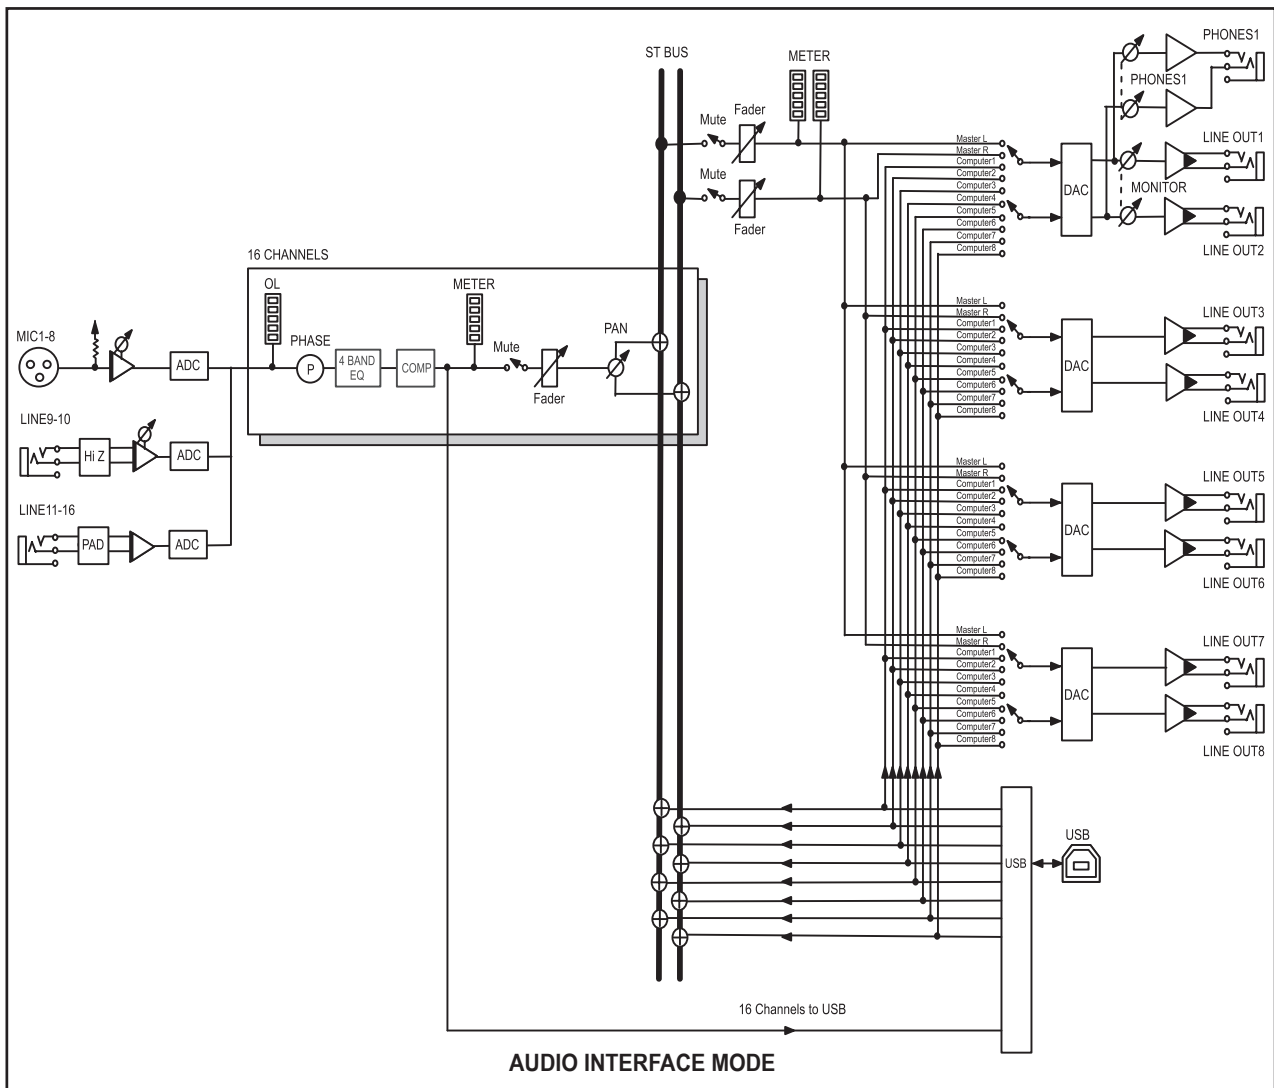 ST BUS
METER
PHONES1
Mute
Fader
PHONES1
Mute
Fader
Master L
Master R
Computer1
Computer2
Computer3
Computer4
Computer5
Computer6
Computer7
Computer8
DAC
LINE OUT1
MONITOR
LINE OUT2
16 CHANNELS
OL
METER
MIC1-8
ADC
PHASE
P
4 BAND
EQ
COMP
Mute
Fader
PAN
Master L
Master R
Computer1
Computer2
Computer3
Computer4
Computer5
Computer6
Computer7
Computer8
DAC
LINE OUT3
LINE OUT4
LINE9-10
Hi Z
ADC
LINE11-16
PAD
ADC
Master L
Master R
Computer1
Computer2
Computer3
Computer4
Computer5
Computer6
Computer7
Computer8
DAC
LINE OUT5
LINE OUT6
Master L
Master R
Computer1
Computer2
Computer3
Computer4
Computer5
Computer6
Computer7
Computer8
DAC
LINE OUT7
LINE OUT8
USB
USB
16 Channels to USB
AUDIO INTERFACE MODE